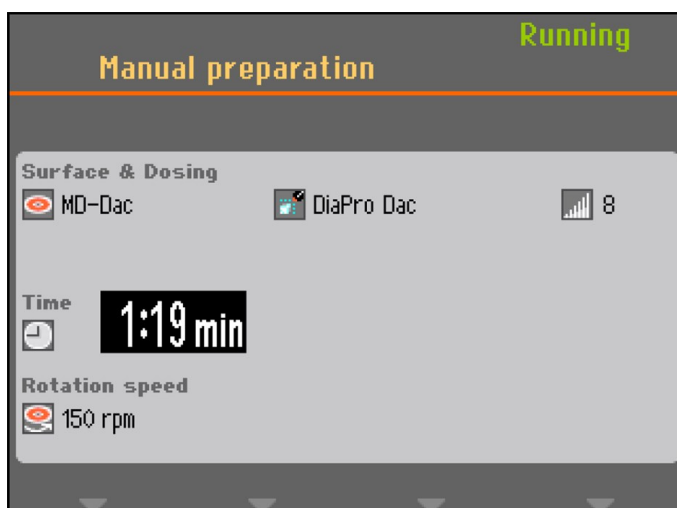 Running
Manual preparation
Surface & Dosing
MD-Dac DiaPro Dac 8
Time
1:19 min
Rotation speed
150 rpm